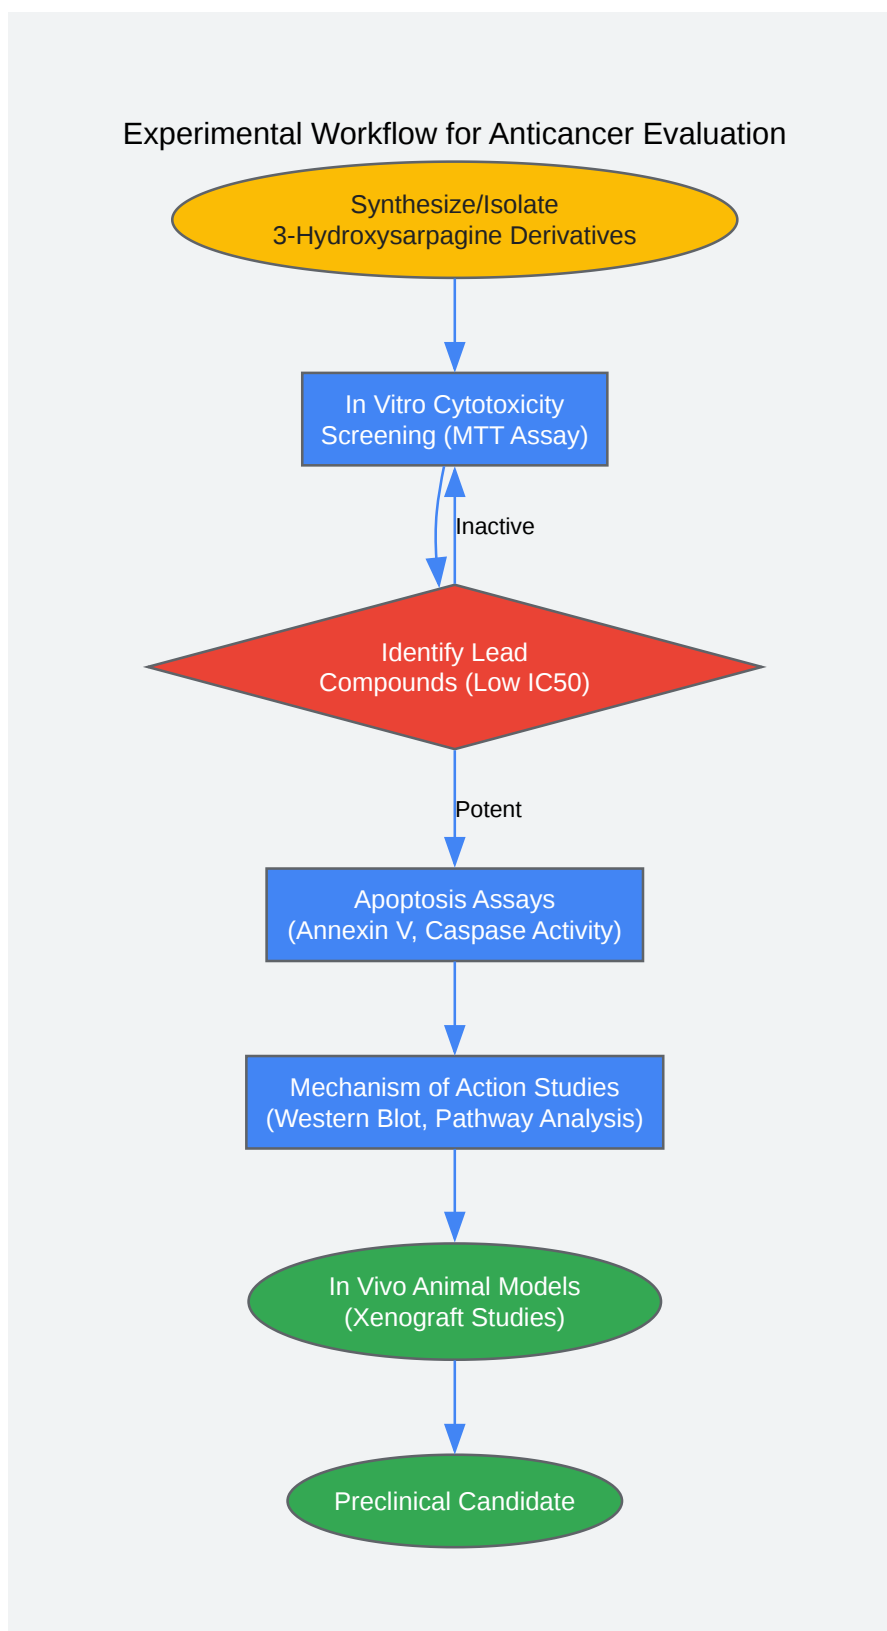 Experimental Workflow for Anticancer Evaluation
Synthesize/Isolate
3-Hydroxysarpagine Derivatives
In Vitro Cytotoxicity
Screening (MTT Assay)
Inactive
Identify Lead
Compounds (Low IC50)
Potent
Apoptosis Assays
(Annexin V, Caspase Activity)
Mechanism of Action Studies
(Western Blot, Pathway Analysis)
In Vivo Animal Models
(Xenograft Studies)
Preclinical Candidate